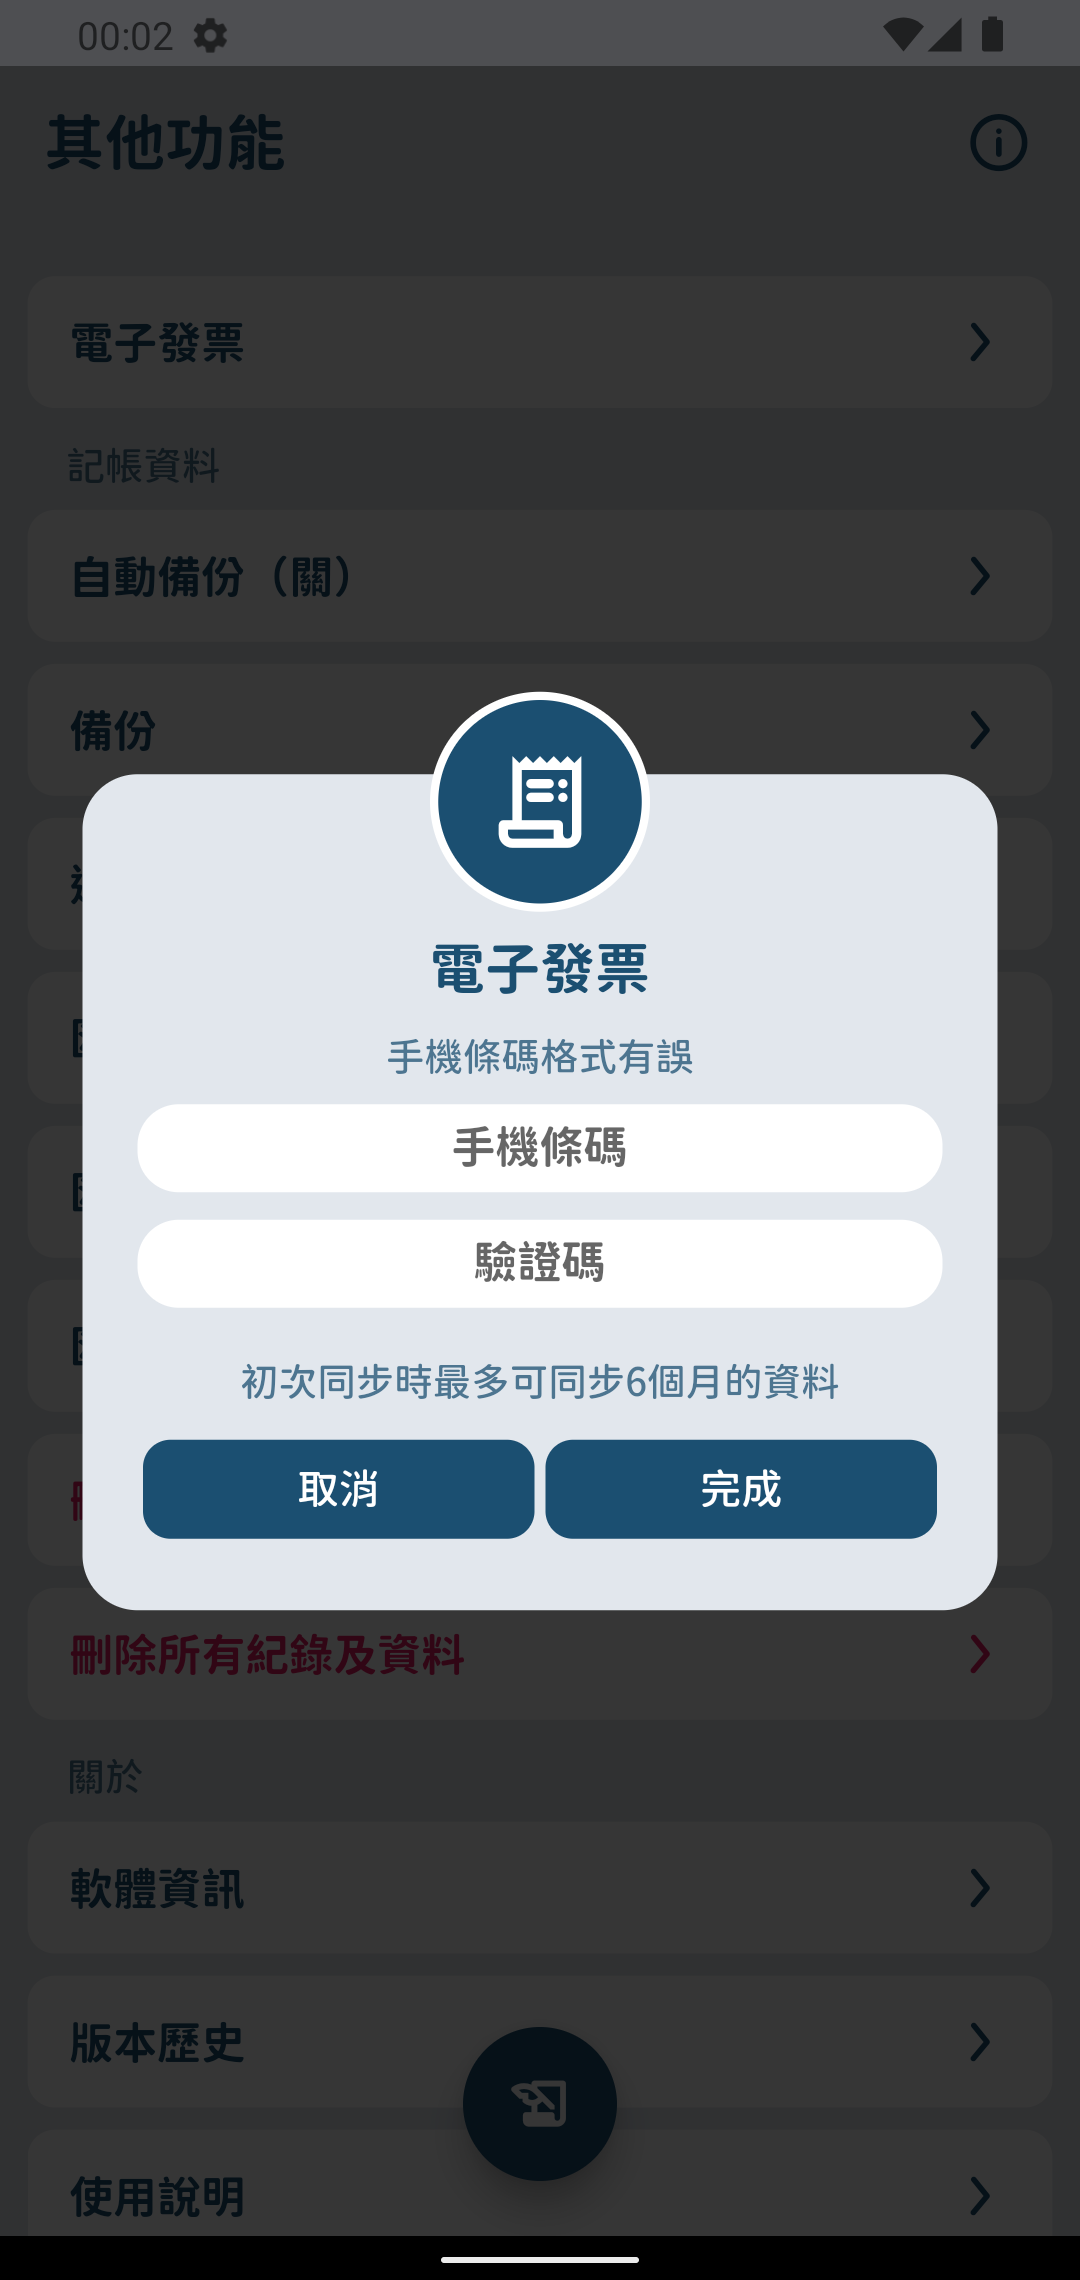 00:02
其他功能
電子發票
記帳資料
自動備份（關）
備份
電子發票
手機條碼格式有誤
手機條碼
驗證碼
初次同步時最多可同步6個月的資料
取消
完成
刪除所有紀錄及資料
關於
軟體資訊
版本歷史
使用說明